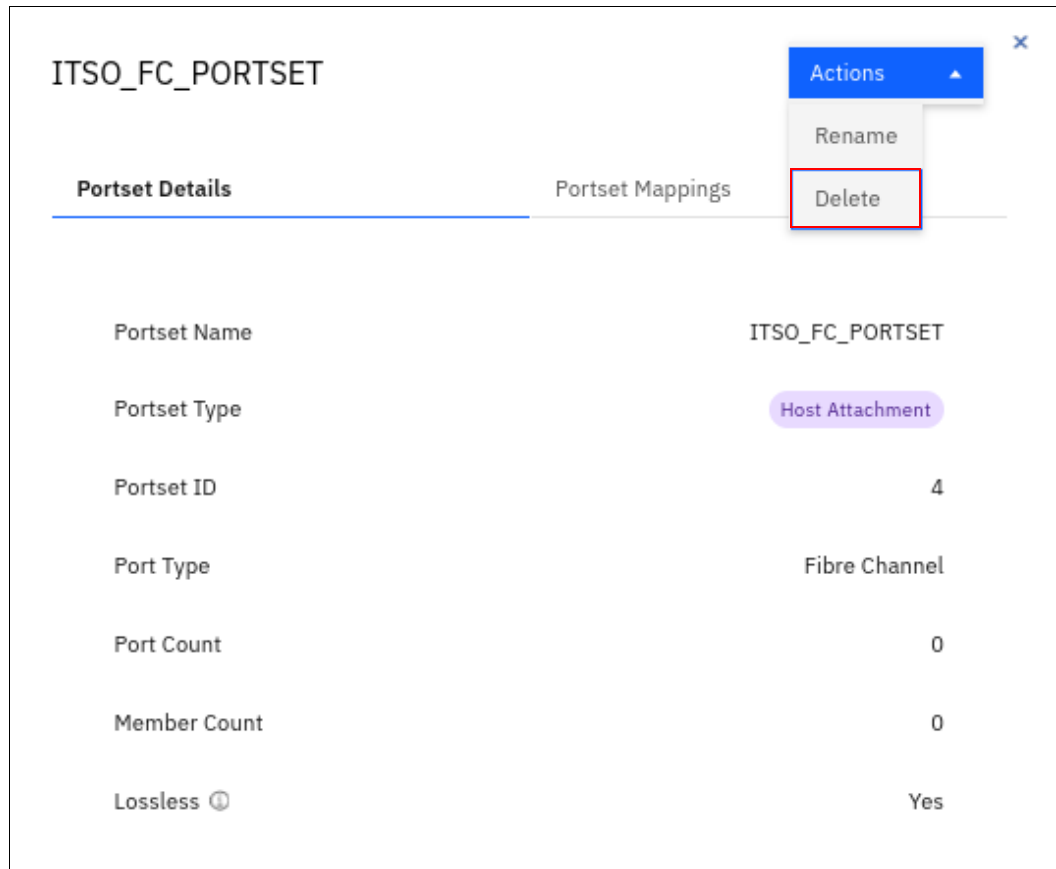 ITSO_FC_PORTSET
Actions
Rename
Delete
Portset Details Portset Mappings
Portset Name ITSO_FC_PORTSET
Portset Type Host Attachment
Portset ID 4
Port Type Fibre Channel
Port Count 0
Member Count 0
Lossless Yes